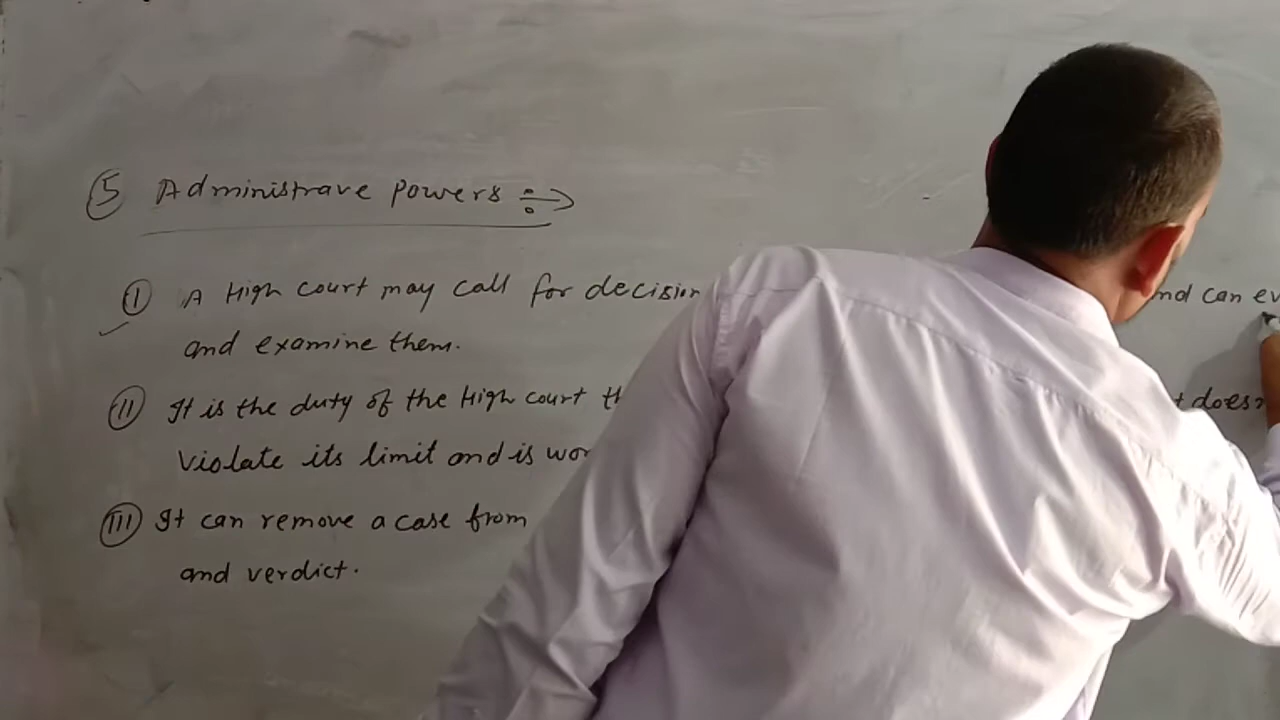 5 Administrave Powers ÷>
I A High court may call for decision nd can ev
and examine them.
II It is the duty of the High court th t does
violate its limit and is wor
III It can remove a case from
and verdict.